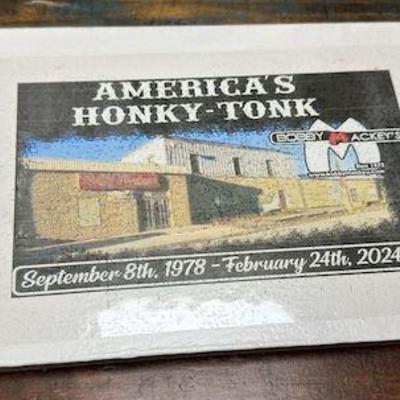 AMERICA'S
HONKY-TONK
BOBBY MACKEY'S
September 8th, 1978 - February 24th, 2024